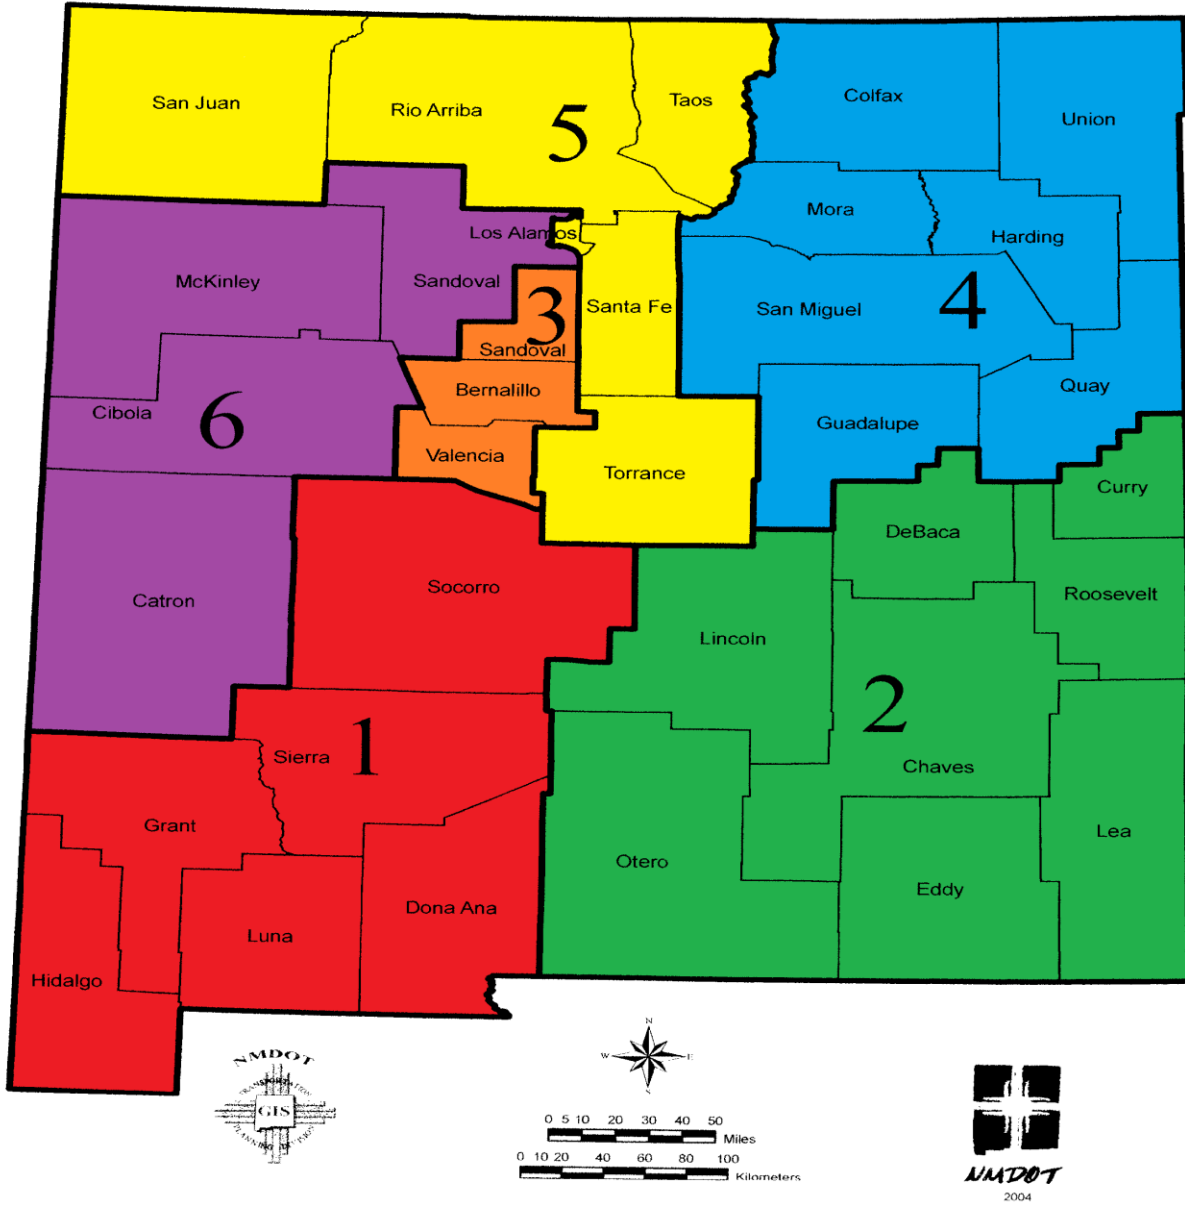 San Juan
Rio Arriba
Taos
Colfax
Union
5
Mora
Harding
Los Alamos
McKinley
Sandoval
Santa Fe
San Miguel
4
3
Sandoval
Bernalillo
Quay
Cibola
6
Guadalupe
Valencia
Torrance
Curry
DeBaca
Socorro
Catron
Roosevelt
Lincoln
2
Sierra
1
Chaves
Grant
Lea
Otero
Eddy
Dona Ana
Luna
Hidalgo
NMDOT
TRANSPORTATION
GIS
PLANNING DIVISION
N
W E
S
0 5 10 20 30 40 50
Miles
0 10 20 40 60 80 100
Kilometers
NMDOT
2004